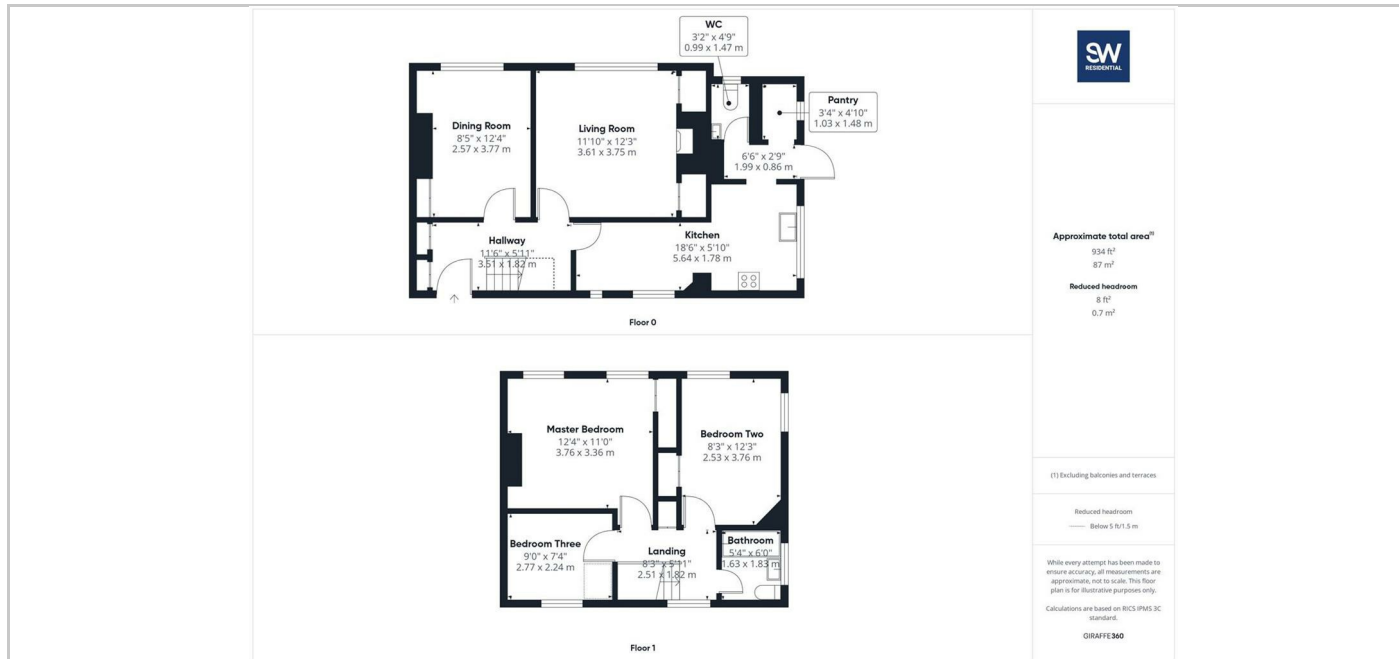 WC
3'2" x 4'9"
0.99 x 1.47 m
Pantry
3'4" x 4'10"
1.03 x 1.48 m
Dining Room
8'5" x 12'4"
2.57 x 3.77 m
Living Room
11'10" x 12'3"
3.61 x 3.75 m
6'6" x 2'9"
1.99 x 0.86 m
Hallway
11'6" x 5'11"
3.51 x 1.82 m
Kitchen
18'6" x 5'10"
5.64 x 1.78 m
Floor 0
Master Bedroom
12'4" x 11'0"
3.76 x 3.36 m
Bedroom Two
8'3" x 12'3"
2.53 x 3.76 m
Bedroom Three
9'0" x 7'4"
2.77 x 2.24 m
Landing
8'3" x 5'11"
2.51 x 1.82 m
Bathroom
5'4" x 6'0"
1.63 x 1.83 m
Floor 1
SW
RESIDENTIAL
Approximate total area(1)
934 ft²
87 m²
Reduced headroom
8 ft²
0.7 m²
(1) Excluding balconies and terraces
Reduced headroom
Below 5 ft/1.5 m
While every attempt has been made to
ensure accuracy, all measurements are
approximate, not to scale. This floor
plan is for illustrative purposes only.
Calculations are based on RICS IPMS 3C
standard.
GIRAFFE360